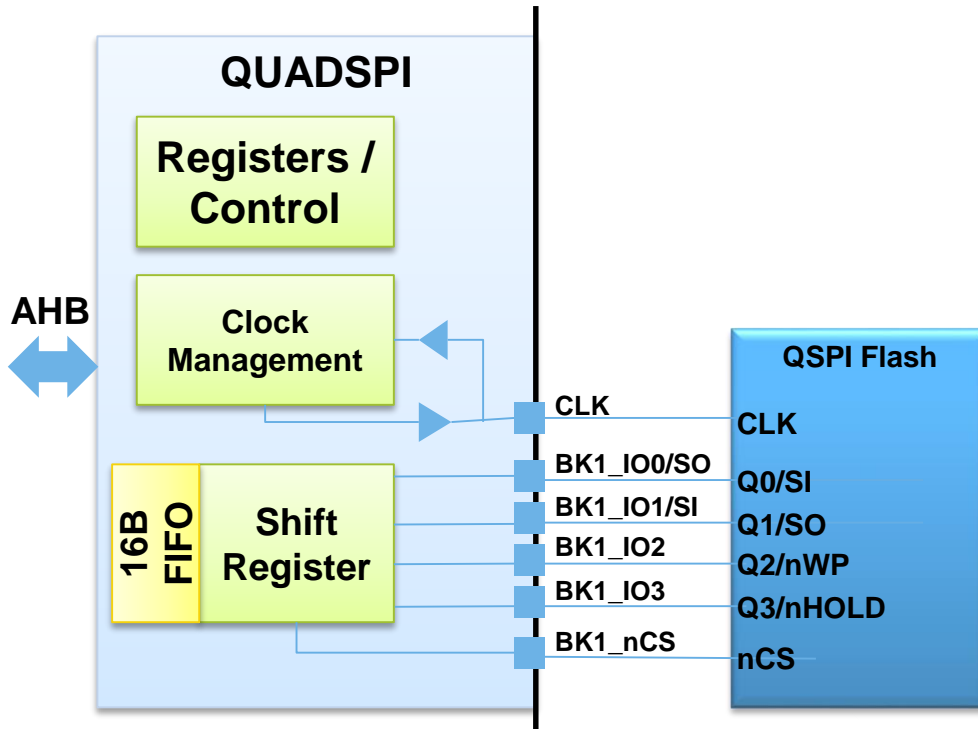 QUADSPI
Registers /
Control
AHB
Clock
Management
16B
FIFO
Shift
Register
CLK
BK1_IO0/SO
BK1_IO1/SI
BK1_IO2
BK1_IO3
BK1_nCS
QSPI Flash
CLK
Q0/SI
Q1/SO
Q2/nWP
Q3/nHOLD
nCS